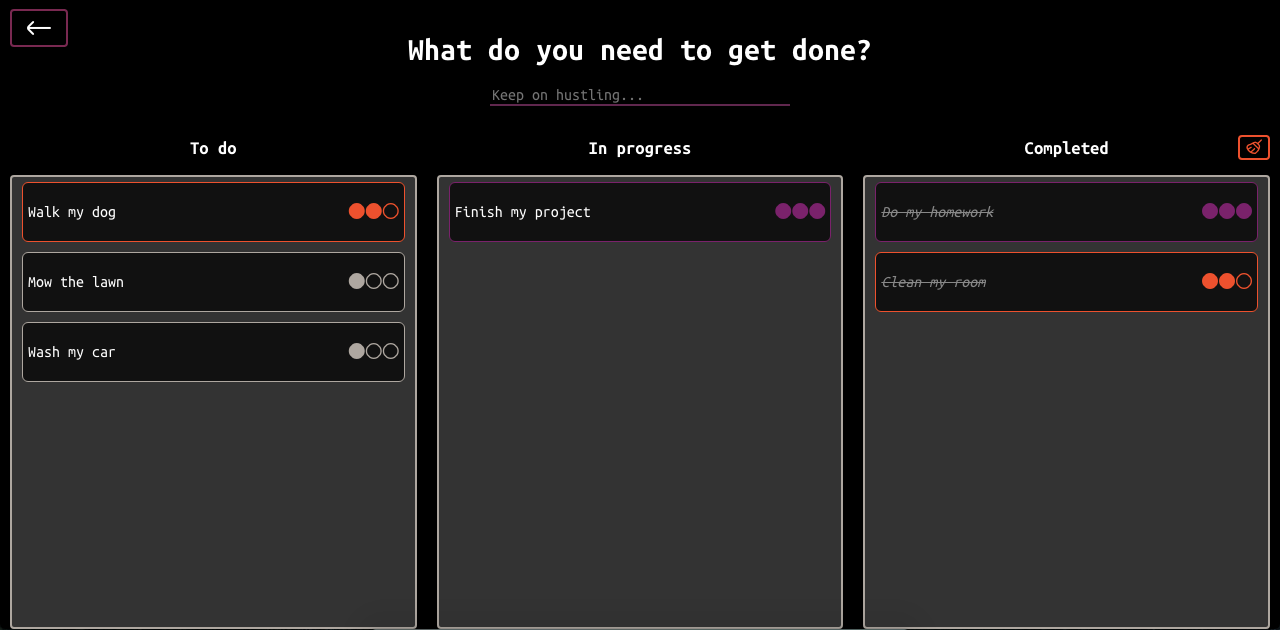 What do you need to get done?
Keep on hustling...
To do
Walk my dog
Mow the lawn
Wash my car
In progress
Finish my project
Completed
Do my homework
Clean my room